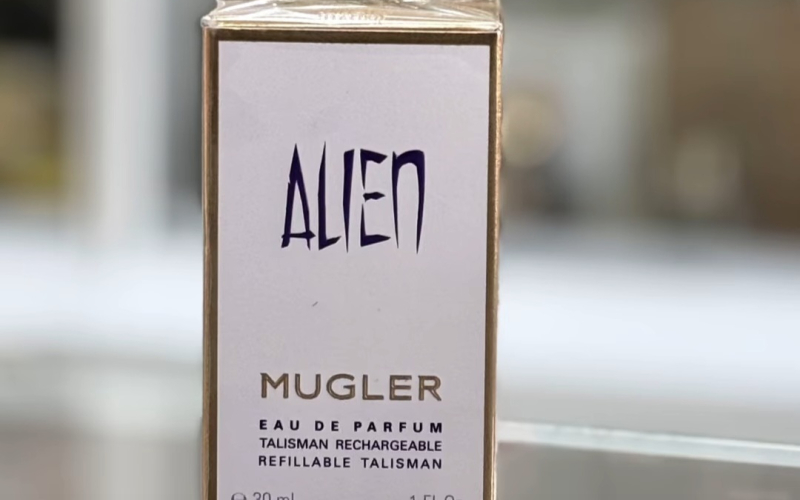 ALIEN
MUGLER
EAU DE PARFUM
TALISMAN RECHARGEABLE
REFILLABLE TALISMAN